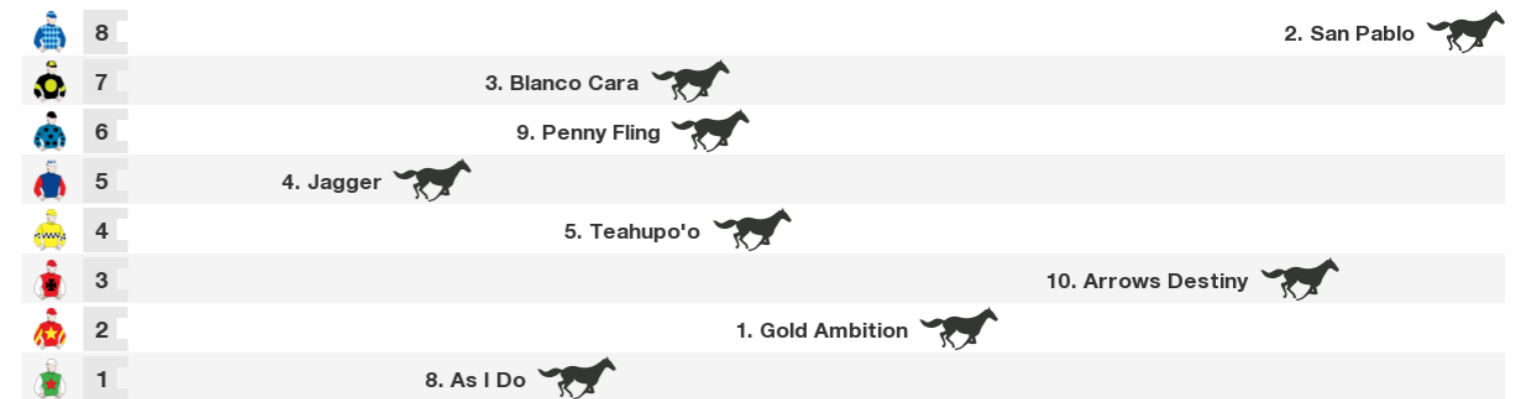 8 2. San Pablo
7 3. Blanco Cara
6 9. Penny Fling
5 4. Jagger
4 5. Teahupo'o
3 10. Arrows Destiny
2 1. Gold Ambition
1 8. As I Do